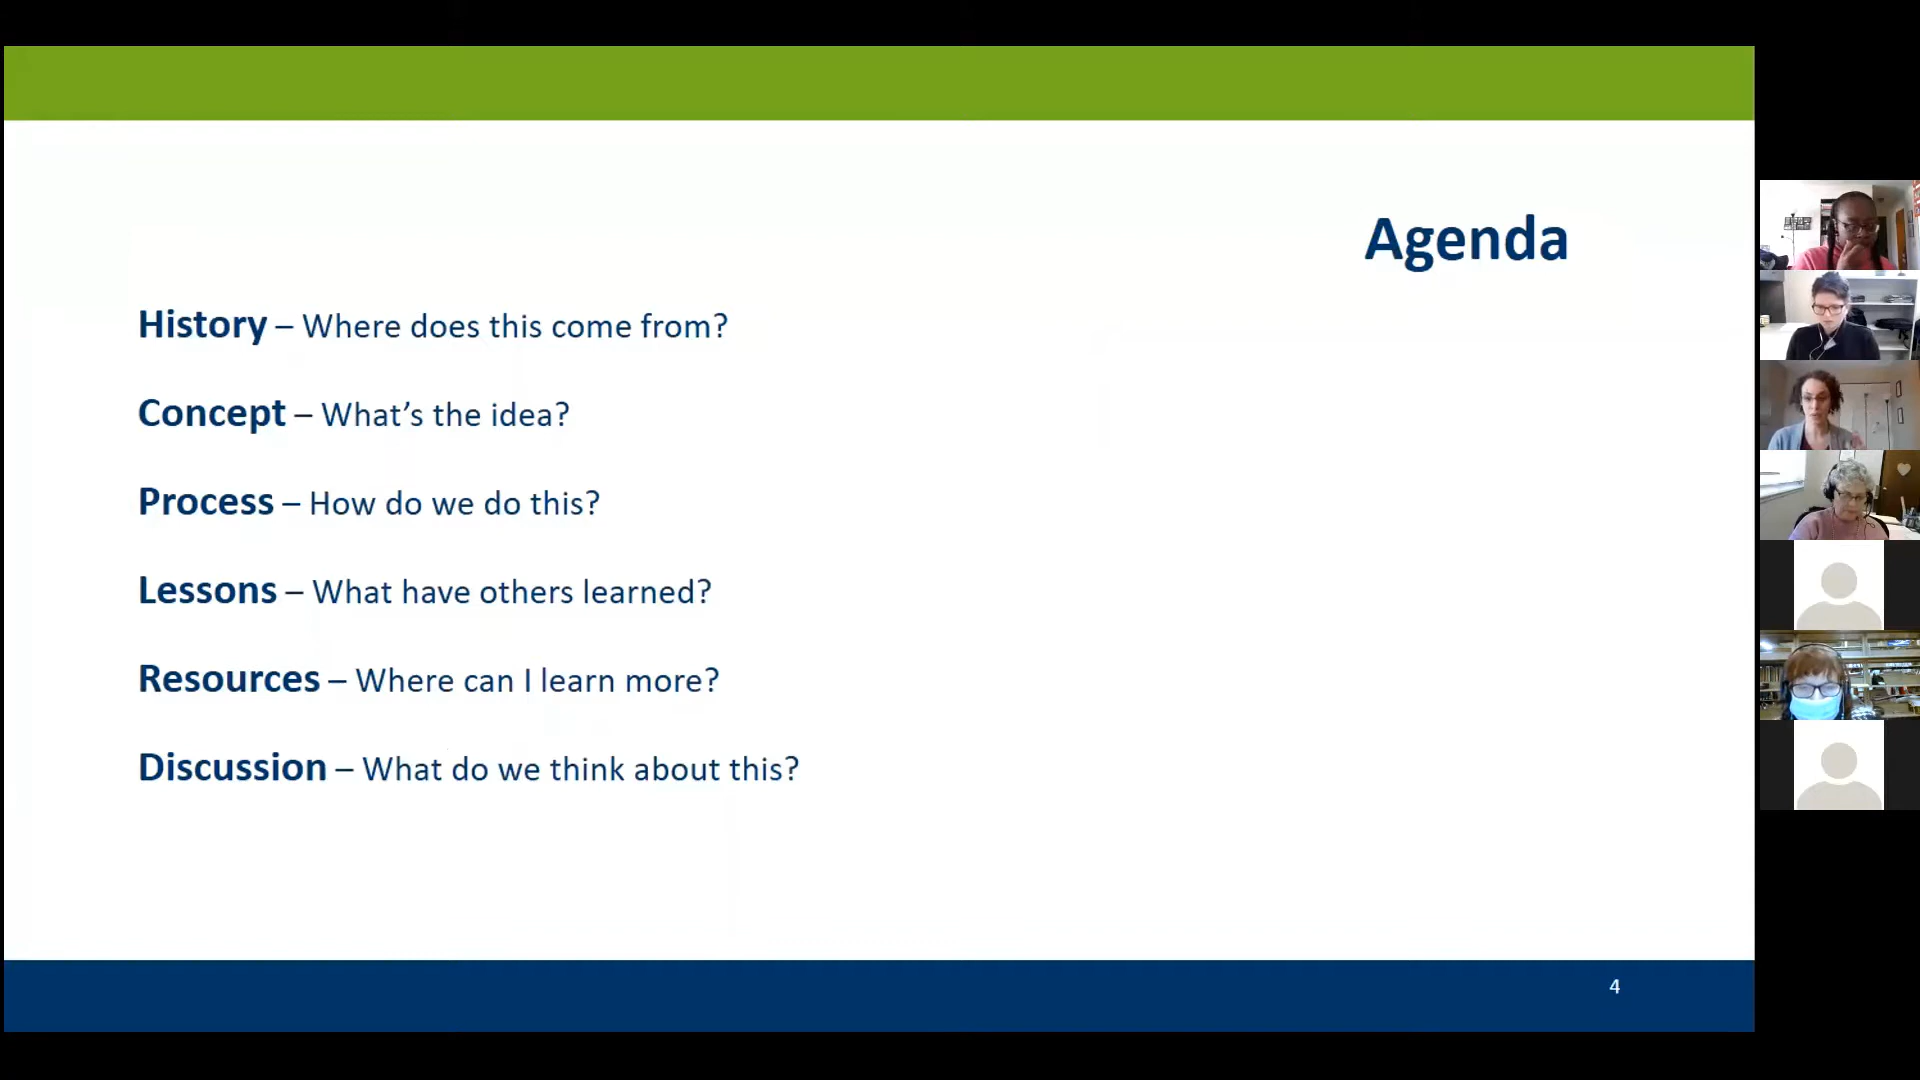 Agenda
History – Where does this come from?
Concept – What’s the idea?
Process – How do we do this?
Lessons – What have others learned?
Resources – Where can I learn more?
Discussion – What do we think about this?
4